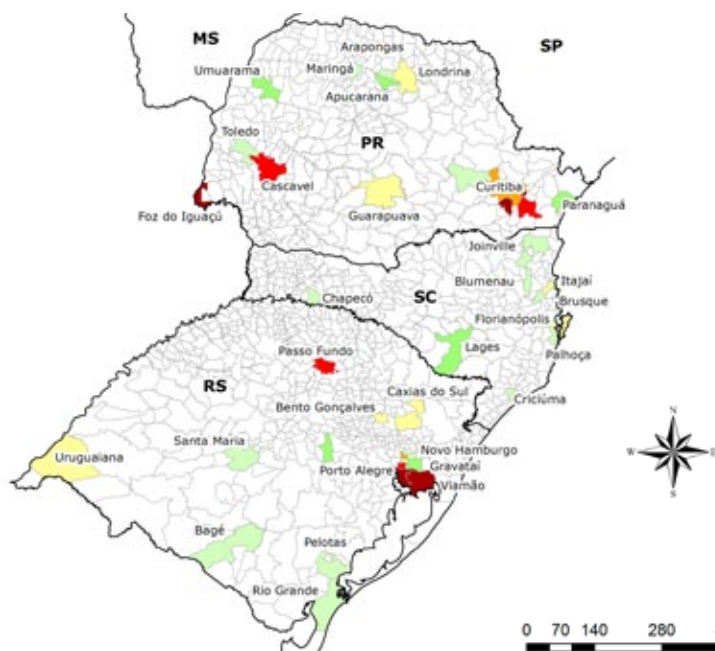 MS
SP
Arapongas
Umuarama
Maringá
Londrina
Apucarana
Toledo
PR
Cascavel
Curitiba
Foz do Iguaçú
Guarapuava
Paranaguá
Joinville
Blumenau
Itajaí
Chapecó
SC
Brusque
Florianópolis
Lages
Palhoça
Passo Fundo
RS
Caxias do Sul
Criciúma
Bento Gonçalves
Uruguaiana
Santa Maria
Novo Hamburgo
Porto Alegre
Gravataí
Viamão
Bagé
Pelotas
Rio Grande
N
W
E
S
0 70 140 280